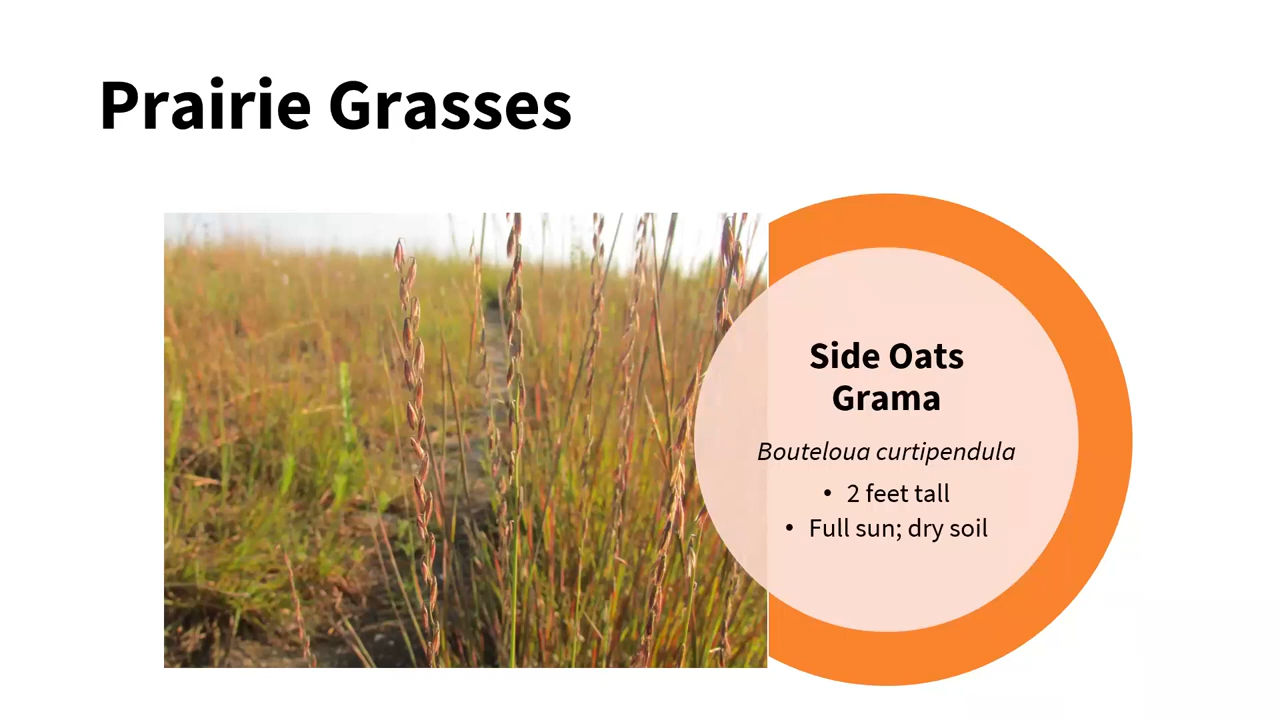 Prairie Grasses
Side Oats
Grama
Bouteloua curtipendula
• 2 feet tall
• Full sun; dry soil